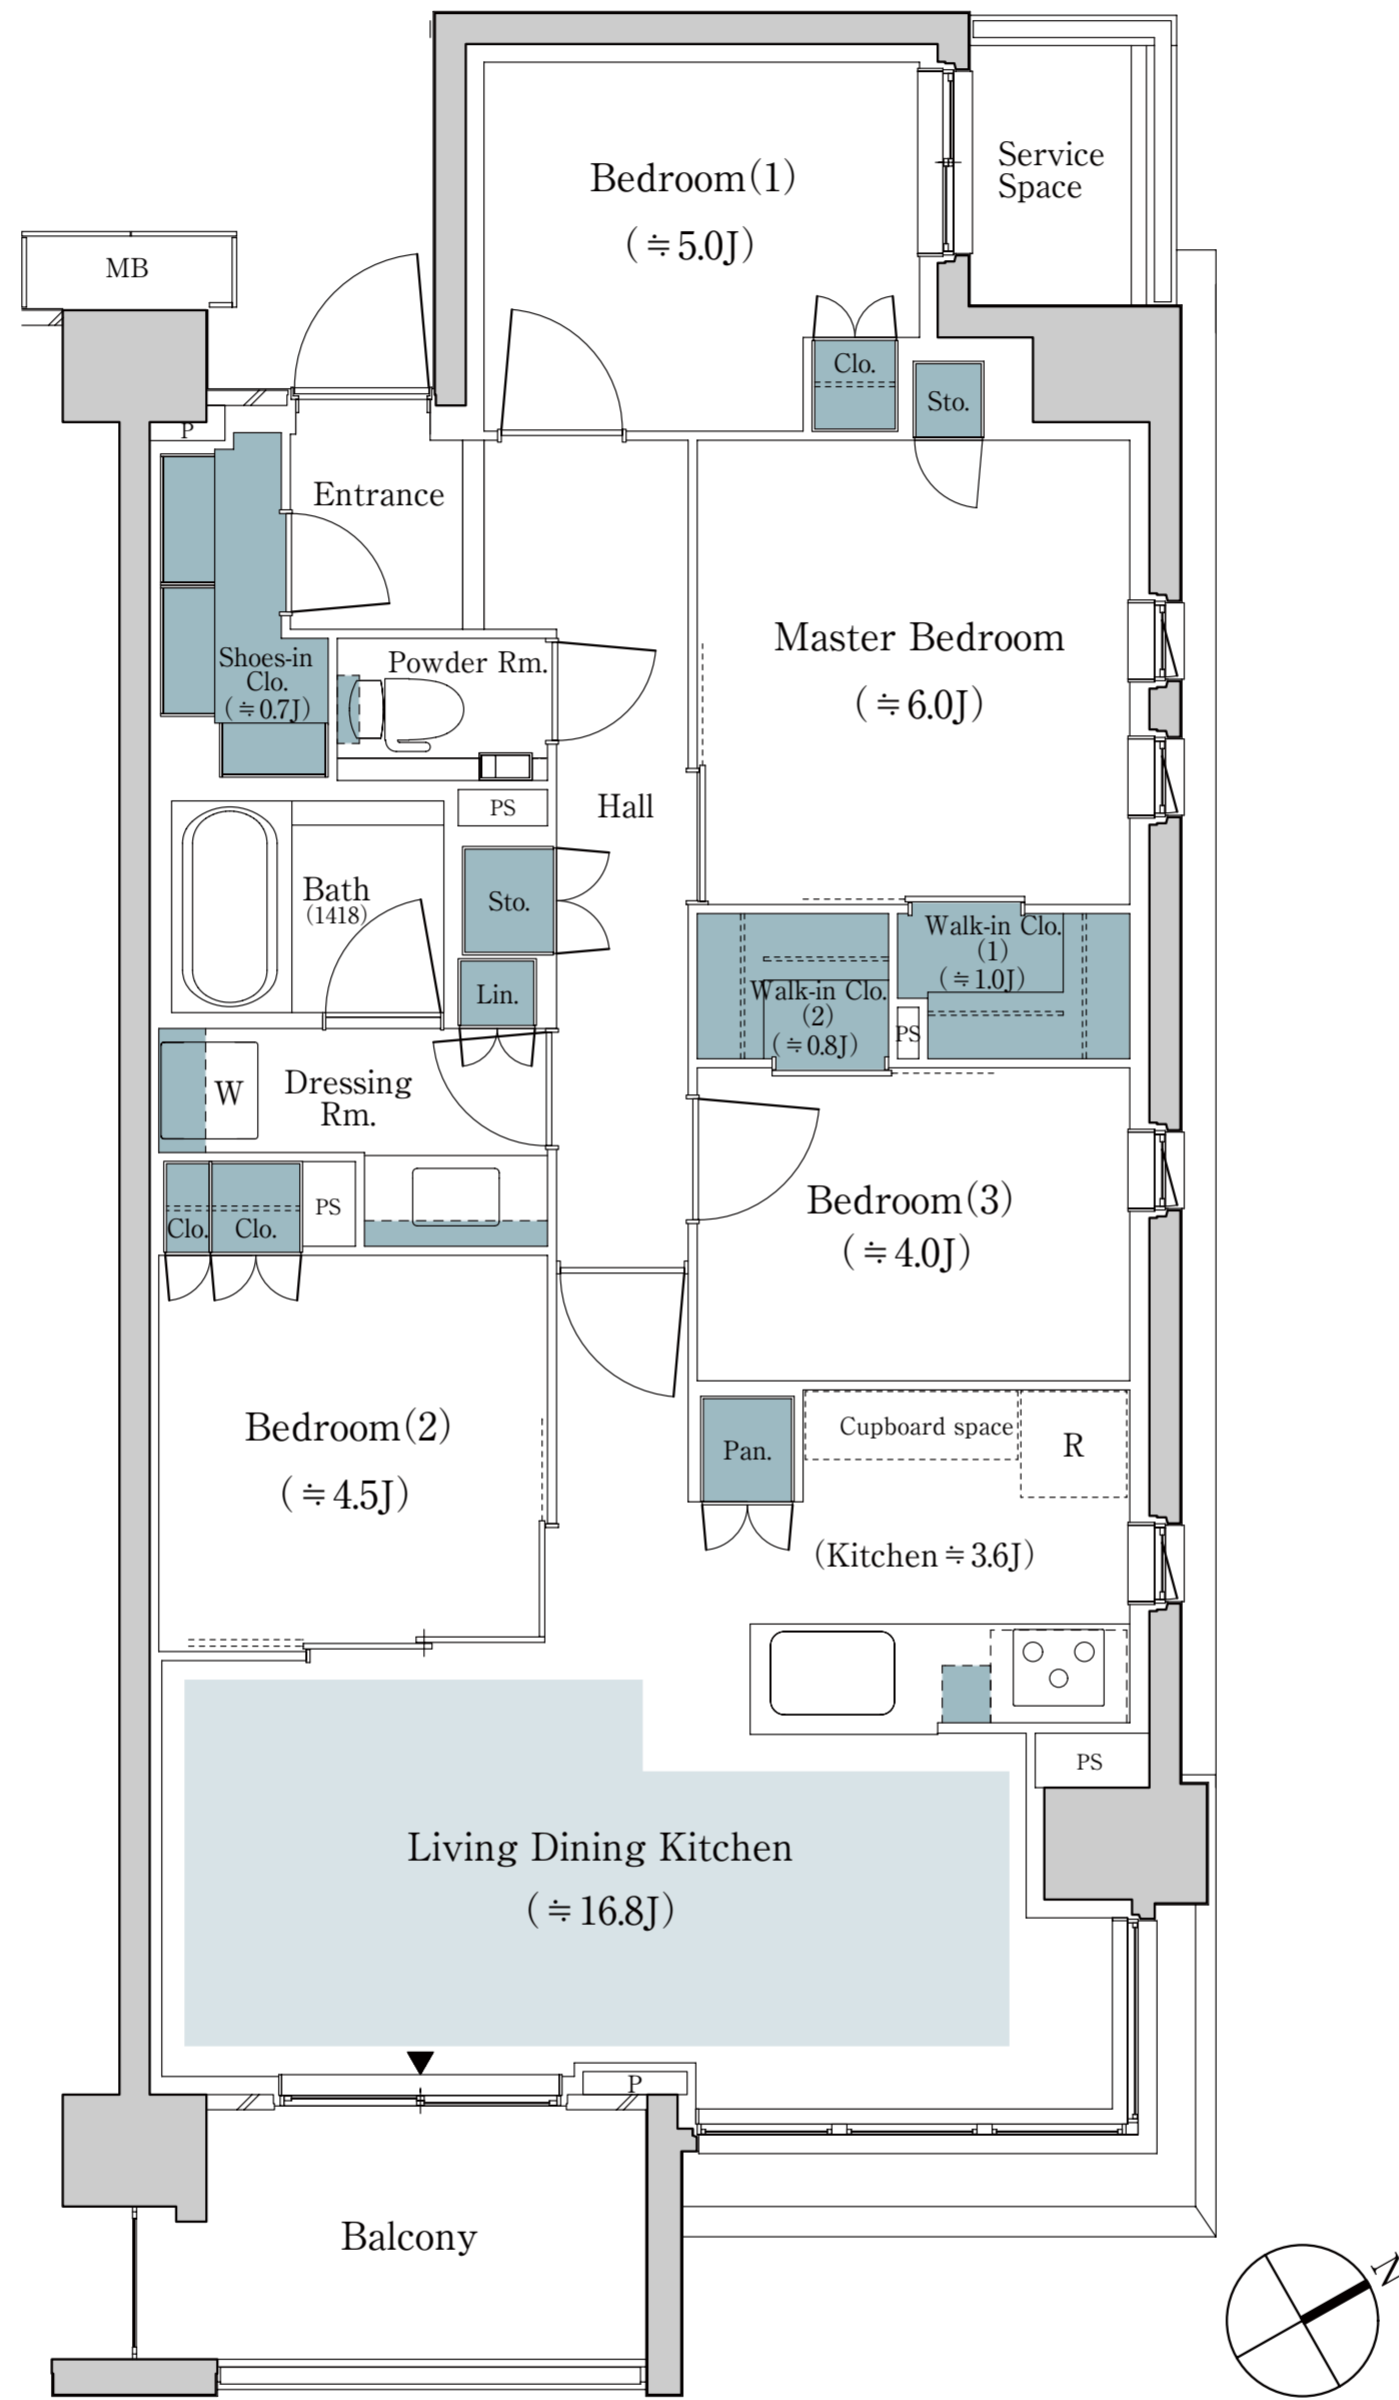 Bedroom(1)
(≒5.0J)
Service
Space
MB
Clo.
Sto.
P
Entrance
Shoes-in
Clo.
(≒0.7J)
Powder Rm.
Master Bedroom
(≒6.0J)
PS
Hall
Bath
(1418)
Sto.
Lin.
Walk-in Clo.
(1)
(≒1.0J)
Walk-in Clo.
(2)
(≒0.8J)
PS
W
Dressing
Rm.
Clo.
Clo.
PS
Bedroom(3)
(≒4.0J)
Bedroom(2)
(≒4.5J)
Pan.
Cupboard space
R
(Kitchen≒3.6J)
PS
Living Dining Kitchen
(≒16.8J)
P
Balcony
N